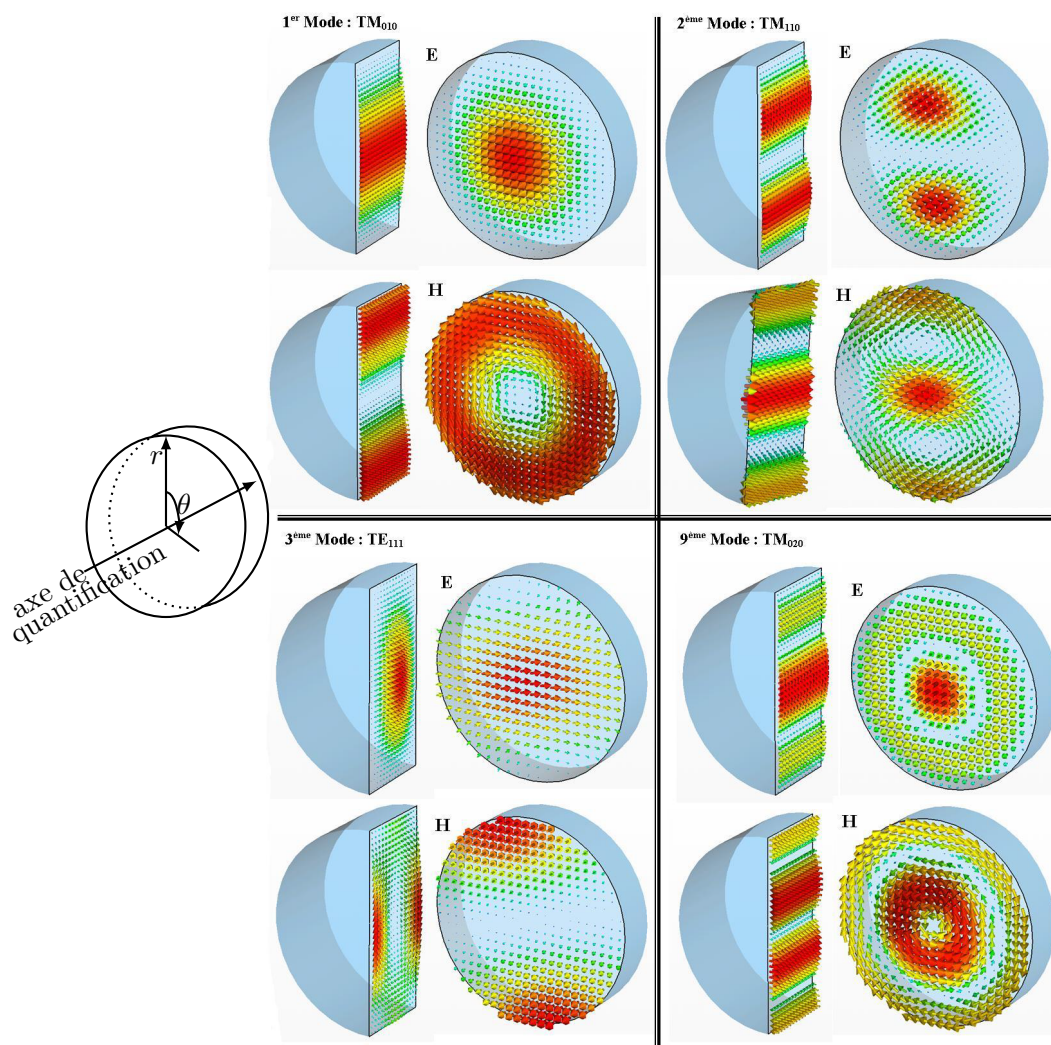 1er Mode : TM010
E
H
2ème Mode : TM110
E
H
r
θ
axe de
quantification
3ème Mode : TE111
E
H
9ème Mode : TM020
E
H